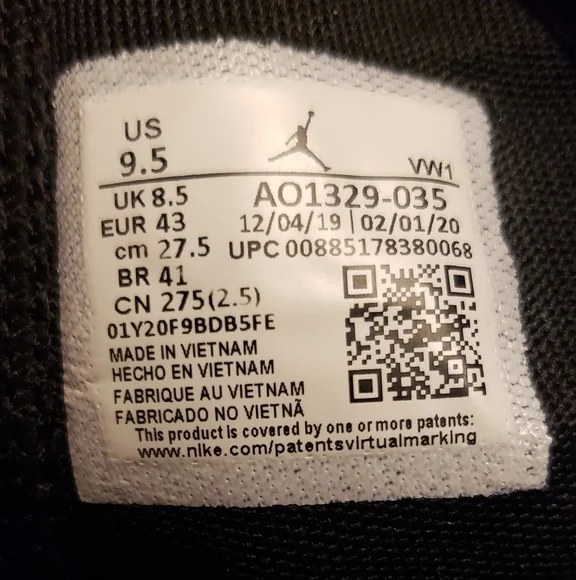 US
9.5
VW1
UK 8.5
AO1329-035
EUR 43
12/04/19 | 02/01/20
cm 27.5
UPC 00885178380068
BR 41
CN 275(2.5)
01Y20F9BDB5FE
MADE IN VIETNAM
HECHO EN VIETNAM
FABRIQUE AU VIETNAM
FABRICADO NO VIETNÃ
This product is covered by one or more patents:
www.nike.com/patentsvirtualmarking